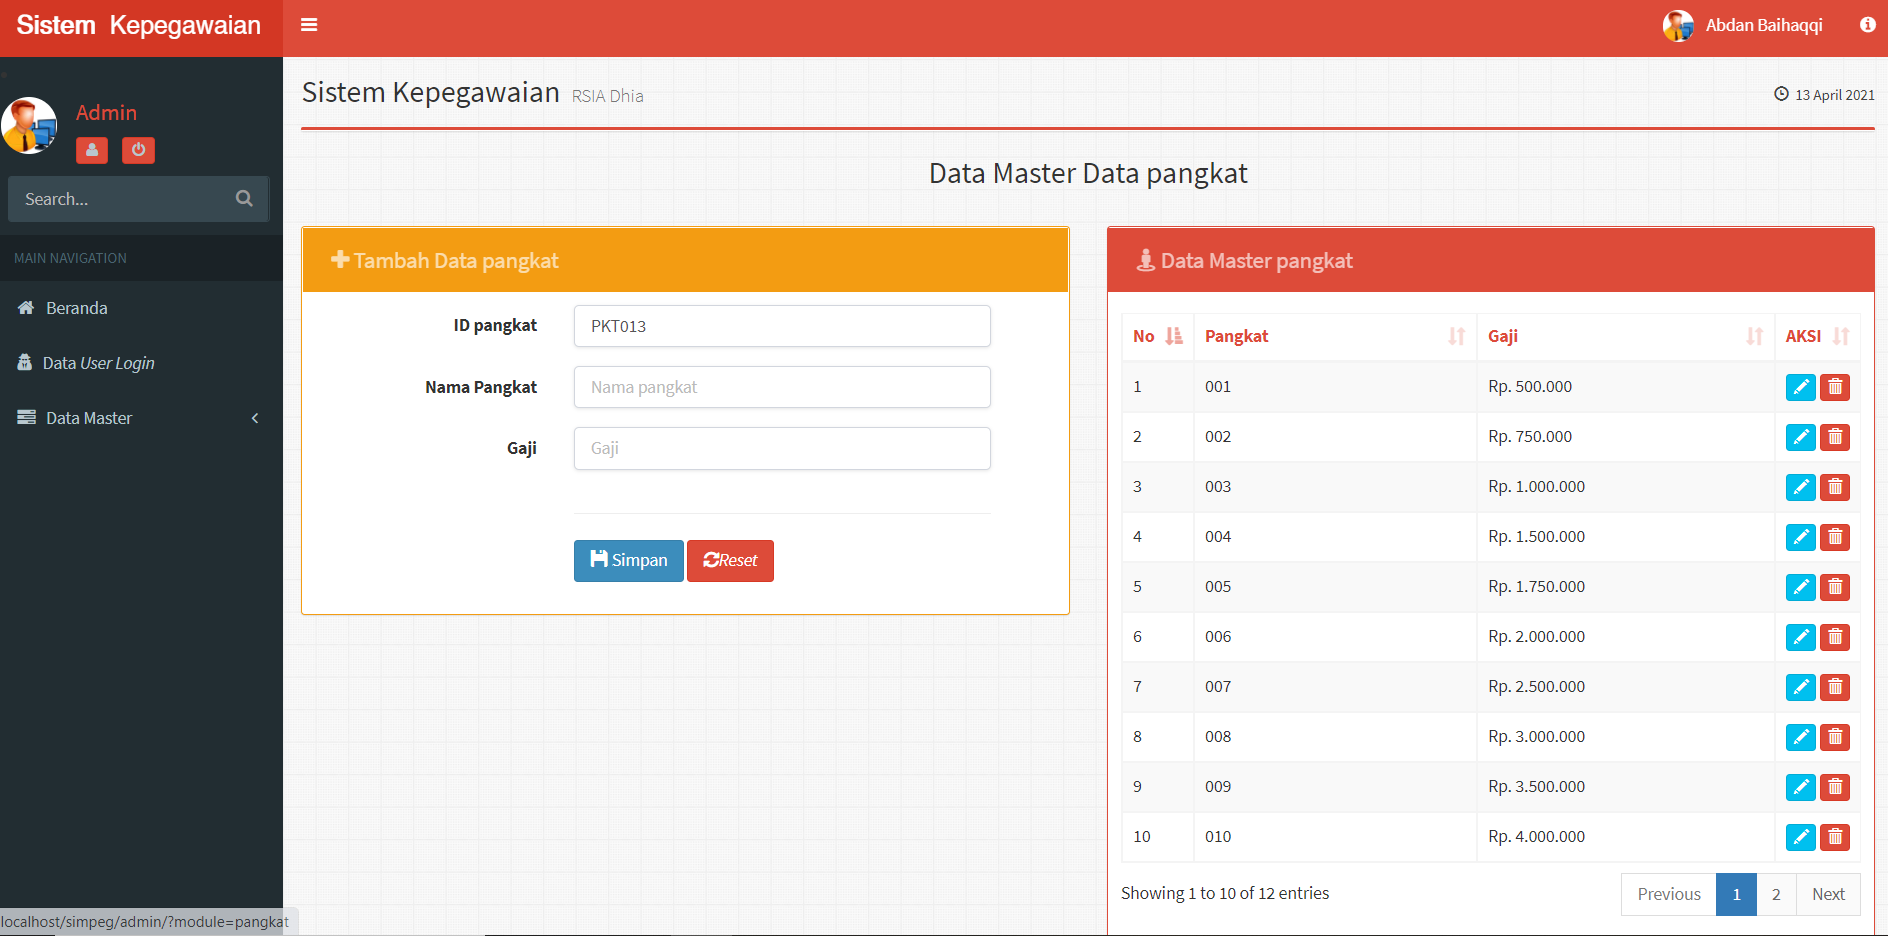 Sistem Kepegawaian
Abdan Baihaqqi
Admin
Search...
MAIN NAVIGATION
Beranda
Data User Login
Data Master
Sistem Kepegawaian RSIA Dhia
13 April 2021
Data Master Data pangkat
Tambah Data pangkat
ID pangkat PKT013
Nama Pangkat Nama pangkat
Gaji Gaji
Simpan Reset
Data Master pangkat
No Pangkat Gaji AKSI
1 001 Rp. 500.000
2 002 Rp. 750.000
3 003 Rp. 1.000.000
4 004 Rp. 1.500.000
5 005 Rp. 1.750.000
6 006 Rp. 2.000.000
7 007 Rp. 2.500.000
8 008 Rp. 3.000.000
9 009 Rp. 3.500.000
10 010 Rp. 4.000.000
Showing 1 to 10 of 12 entries
Previous 1 2 Next
localhost/simpeg/admin/?module=pangkat